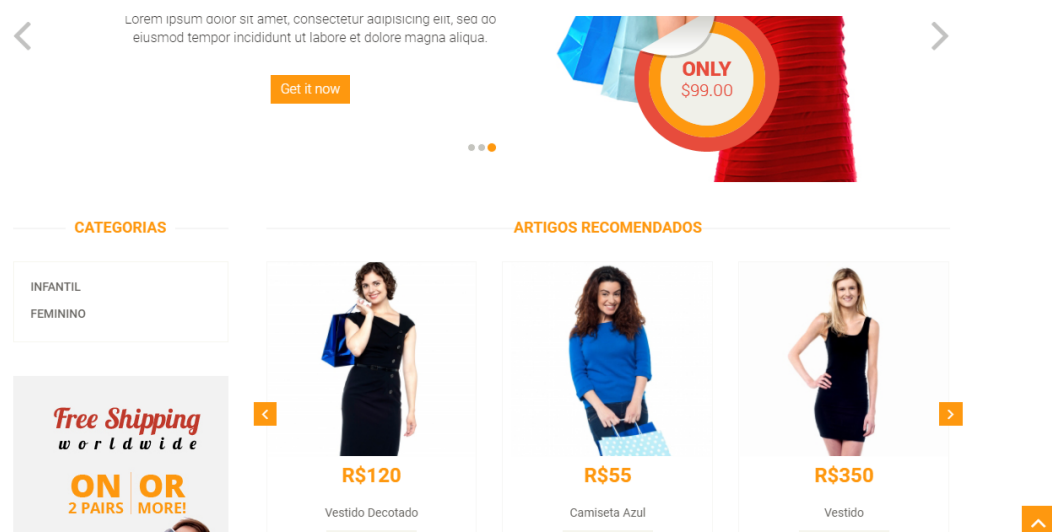 Lorem ipsum dolor sit amet, consectetur adipisicing elit, sed do
eiusmod tempor incididunt ut labore et dolore magna aliqua.
Get it now
ONLY
$99.00
CATEGORIAS
INFANTIL
FEMININO
Free Shipping
worldwide
ON OR
2 PAIRS MORE!
ARTIGOS RECOMENDADOS
R$120
Vestido Decotado
R$55
Camiseta Azul
R$350
Vestido